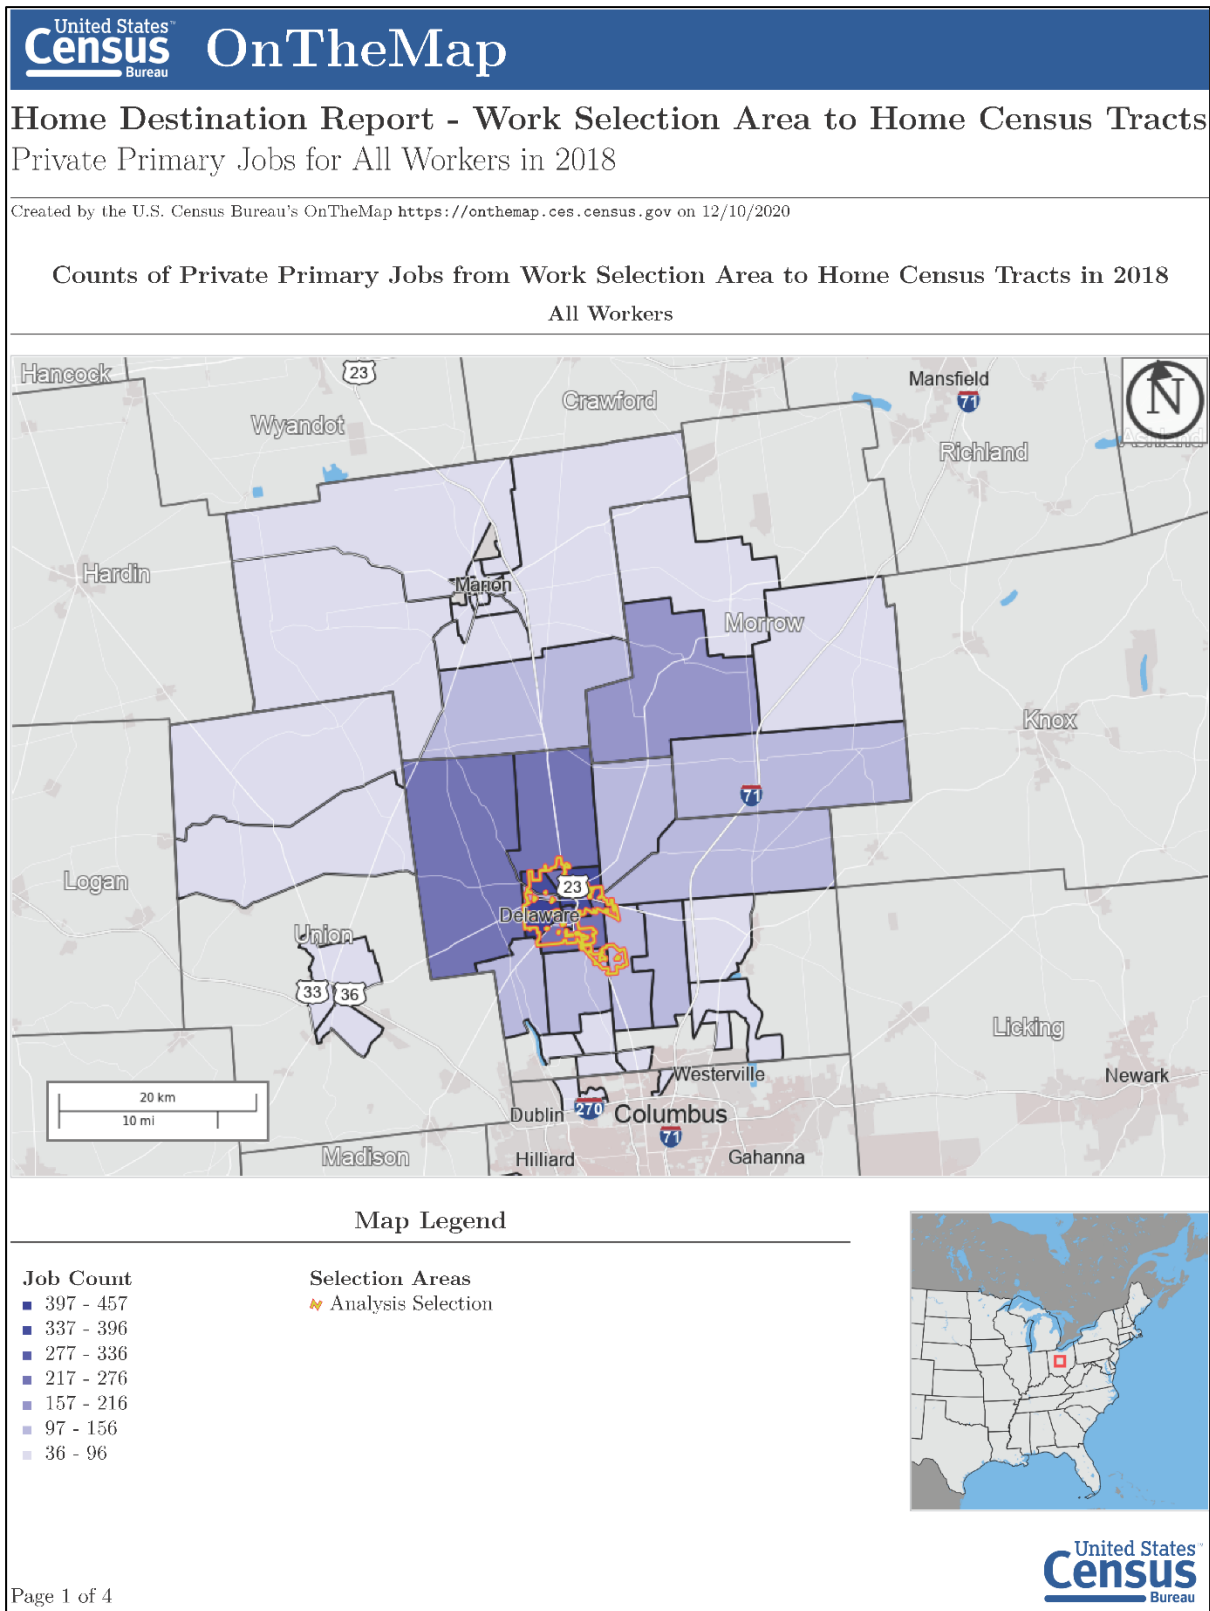 United States™
Census
Bureau
OnTheMap
Home Destination Report - Work Selection Area to Home Census Tracts
Private Primary Jobs for All Workers in 2018
Created by the U.S. Census Bureau's OnTheMap https://onthemap.ces.census.gov on 12/10/2020
Counts of Private Primary Jobs from Work Selection Area to Home Census Tracts in 2018
All Workers
Hancock
23
Mansfield
71
N
Crawford
Wyandot
Ashland
Richland
Hardin
Marion
Morrow
Knox
71
Logan
23
Delaware
Union
33
36
Licking
Westerville
Newark
20 km
10 mi
Dublin
270
Columbus
71
Madison
Hilliard
Gahanna
Map Legend
Job Count
397 - 457
337 - 396
277 - 336
217 - 276
157 - 216
97 - 156
36 - 96
Selection Areas
Analysis Selection
United States™
Census
Bureau
Page 1 of 4